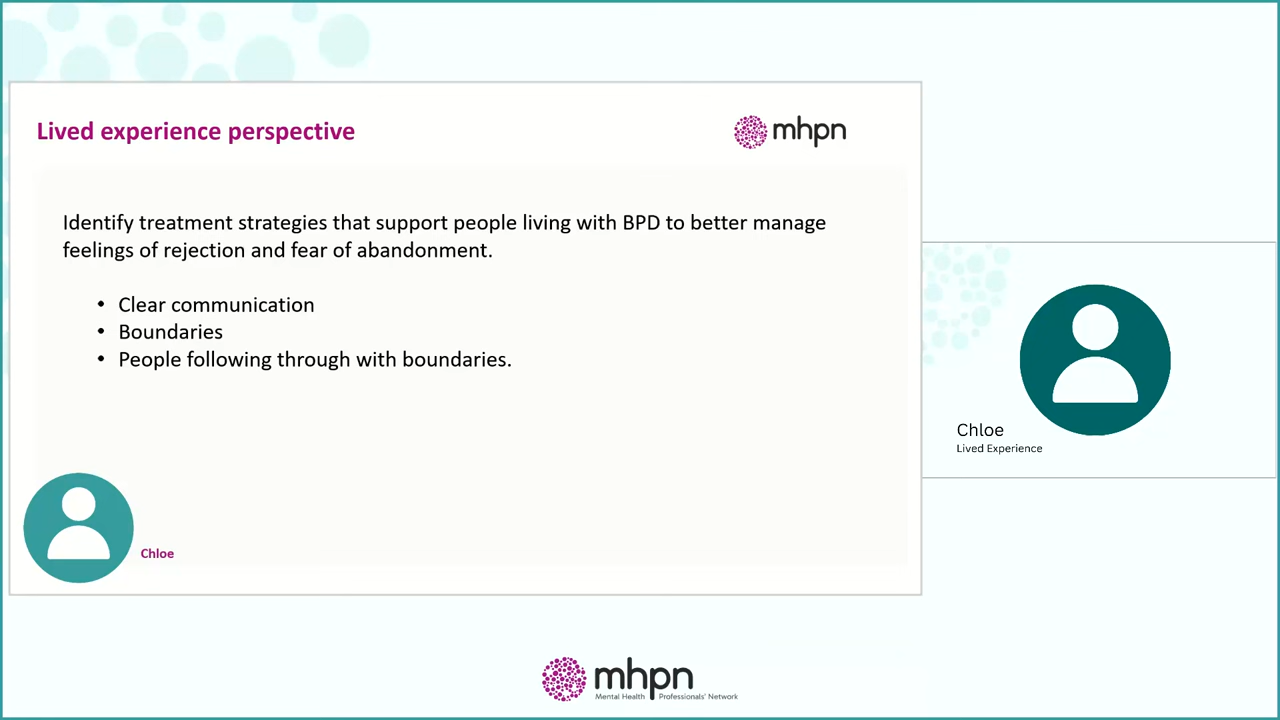 Lived experience perspective
mhpn
Identify treatment strategies that support people living with BPD to better manage
feelings of rejection and fear of abandonment.
• Clear communication
• Boundaries
• People following through with boundaries.
Chloe
Chloe
Lived Experience
mhpn
Mental Health Professionals' Network